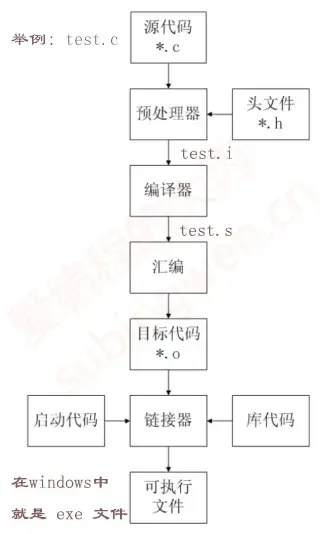 举例: test.c
源代码
*.c
预处理器
头文件
*.h
test.i
编译器
test.s
汇编
目标代码
*.o
启动代码
链接器
库代码
在windows中
就是 exe 文件
可执行
文件